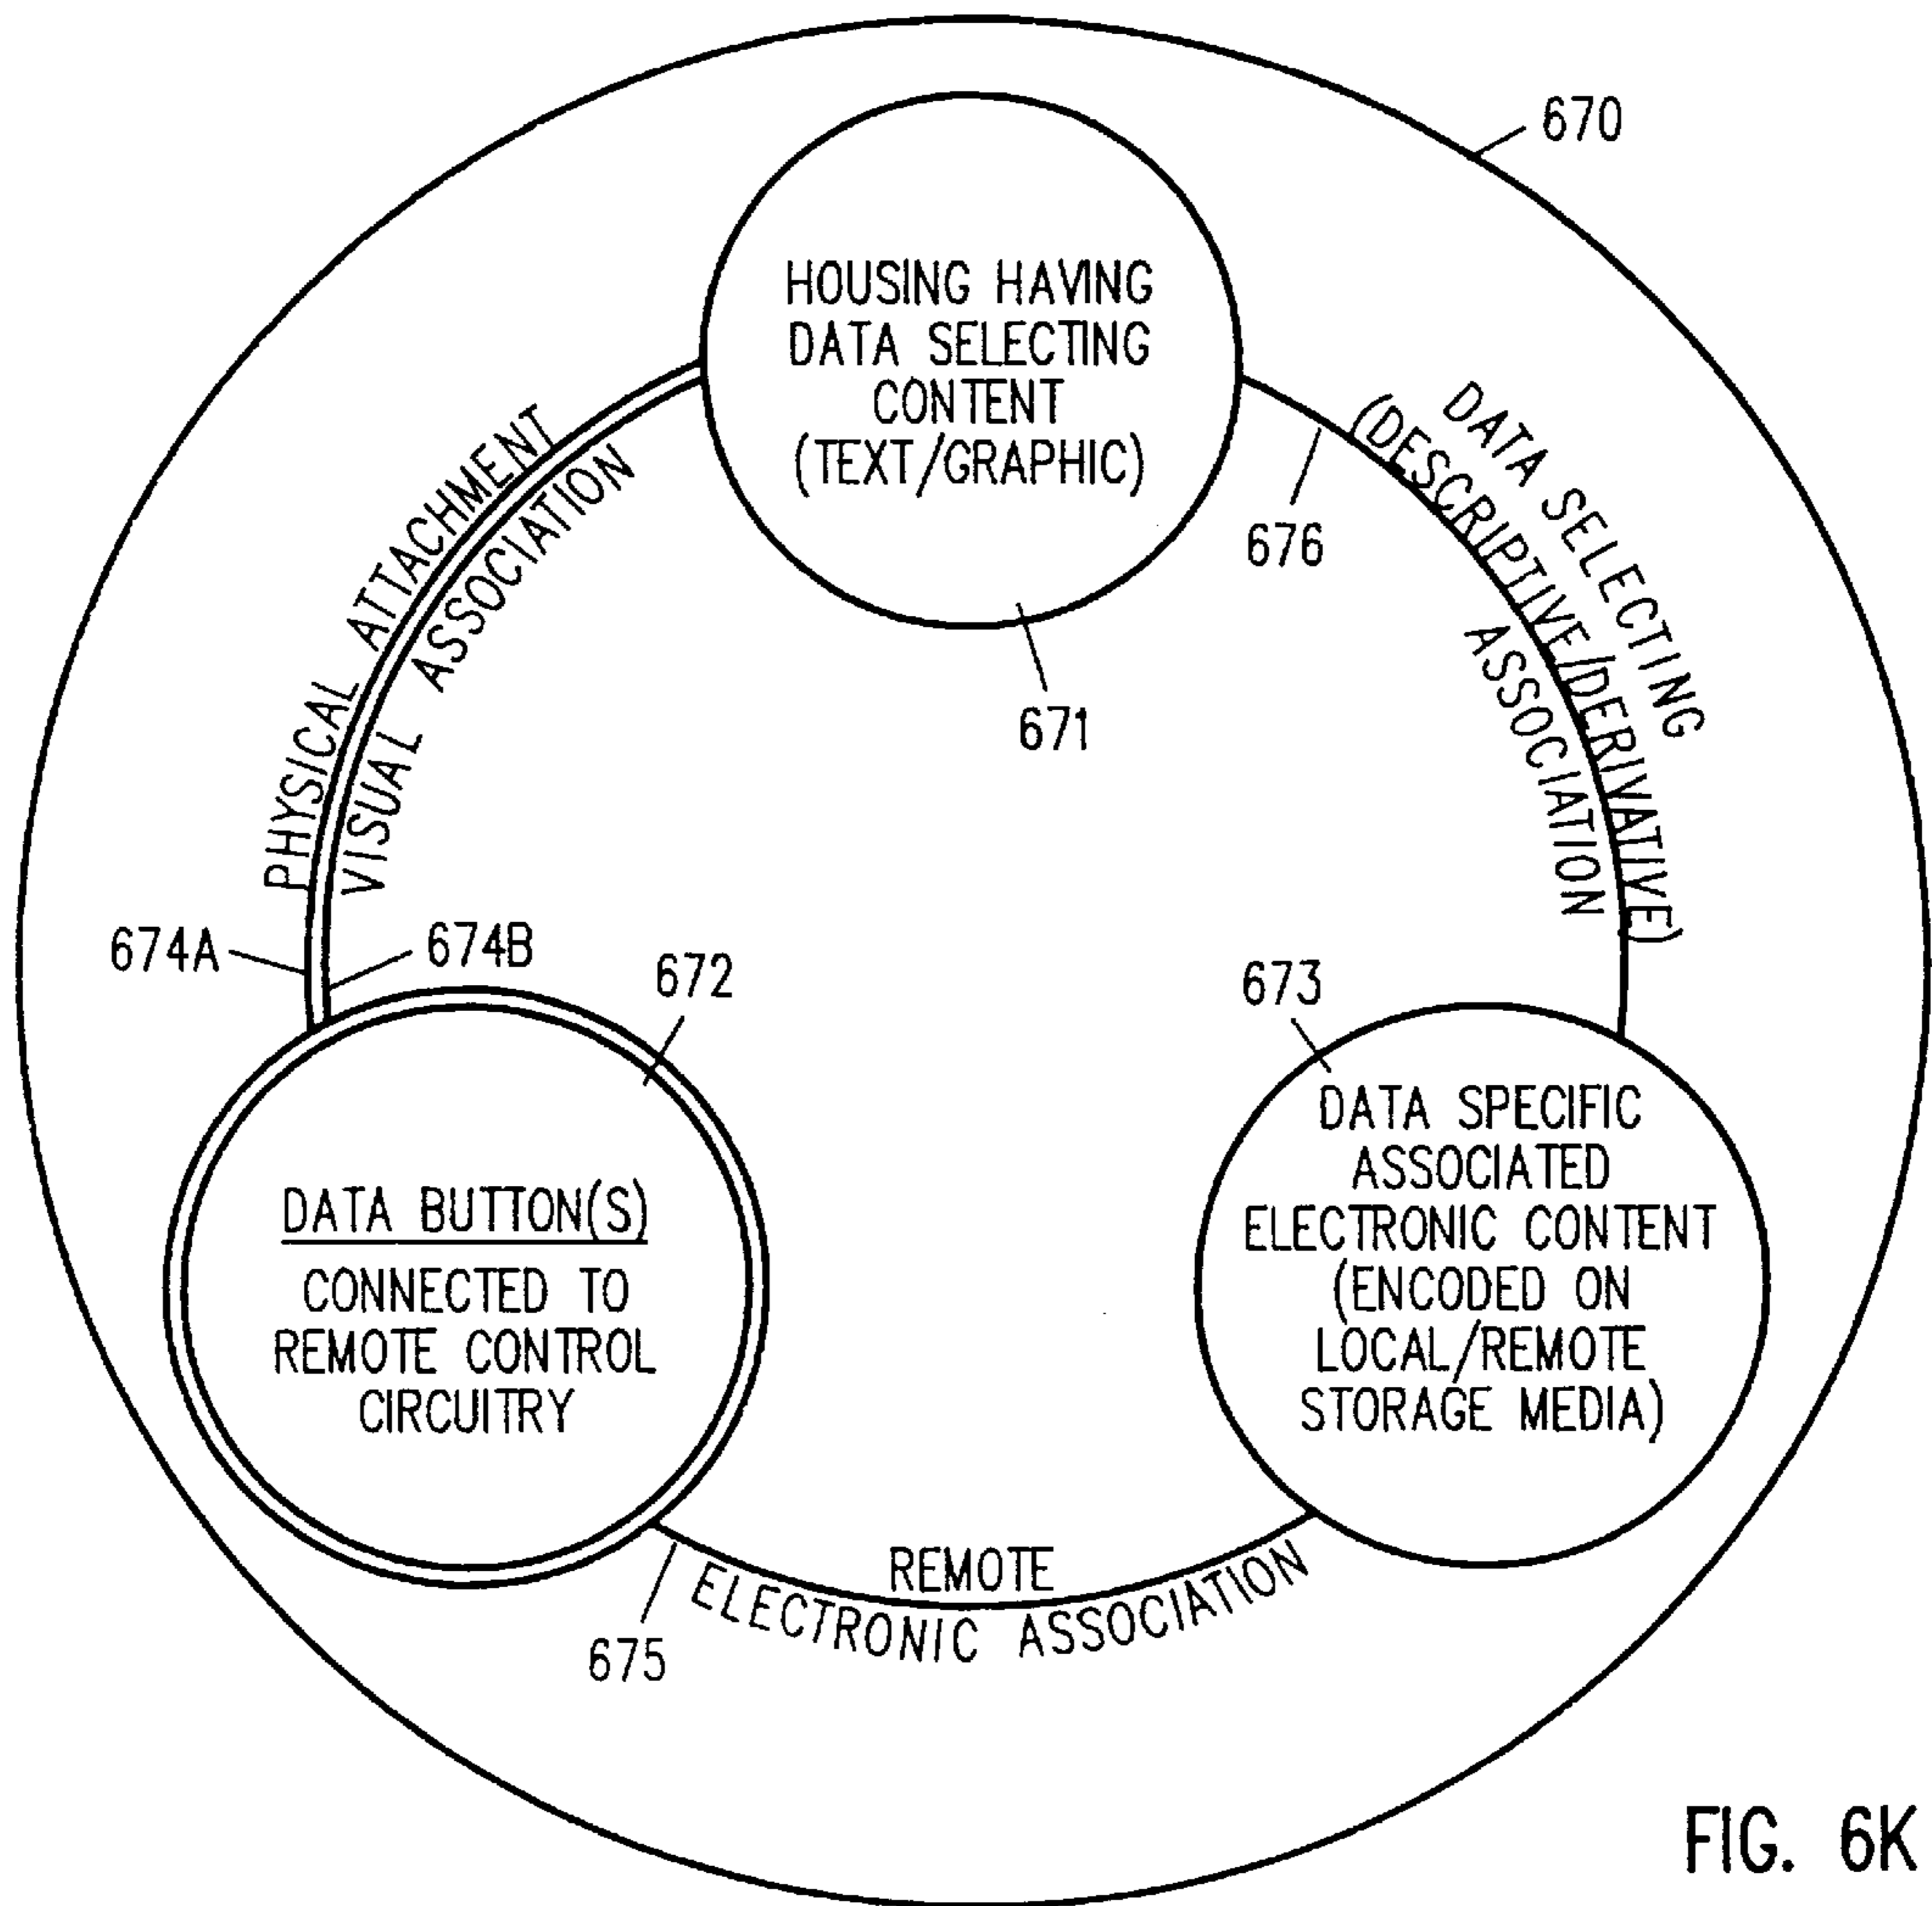 670
HOUSING HAVING
DATA SELECTING
CONTENT
(TEXT/GRAPHIC)
671
676
PHYSICAL ATTACHMENT
VISUAL ASSOCIATION
DATA SELECTING
(DESCRIPTIVE/DERIVATIVE)
ASSOCIATION
674A
674B
672
673
DATA BUTTON(S)
CONNECTED TO
REMOTE CONTROL
CIRCUITRY
DATA SPECIFIC
ASSOCIATED
ELECTRONIC CONTENT
(ENCODED ON
LOCAL/REMOTE
STORAGE MEDIA)
REMOTE
ELECTRONIC ASSOCIATION
675
FIG. 6K